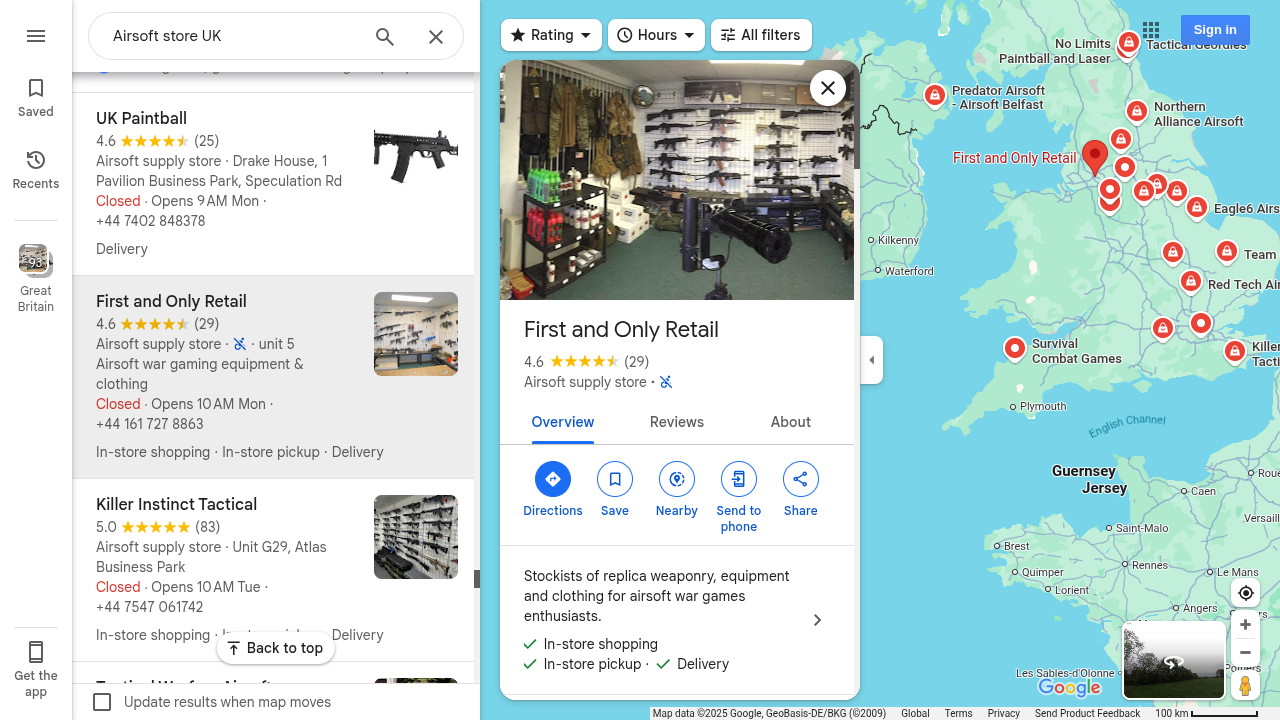 Airsoft store UK
Saved
Recents
+93
Great
Britain
Get the
app
UK Paintball
4.6 (25)
Airsoft supply store · Drake House, 1
Pavilion Business Park, Speculation Rd
Closed · Opens 9 AM Mon ·
+44 7402 848378
Delivery
First and Only Retail
4.6 (29)
Airsoft supply store · · unit 5
Airsoft war gaming equipment &
clothing
Closed · Opens 10 AM Mon ·
+44 161 727 8863
In-store shopping · In-store pickup · Delivery
Killer Instinct Tactical
5.0 (83)
Airsoft supply store · Unit G29, Atlas
Business Park
Closed · Opens 10 AM Tue ·
+44 7547 061742
In-store shopping Delivery
Back to top
Update results when map moves
Rating
Hours
All filters
First and Only Retail
4.6 (29)
Airsoft supply store ·
Overview
Reviews
About
Directions
Save
Nearby
Send to
phone
Share
Stockists of replica weaponry, equipment
and clothing for airsoft war games
enthusiasts.
In-store shopping
In-store pickup · Delivery
Sign in
No Limits
Paintball and Laser
Tactical Geordies
Predator Airsoft
- Airsoft Belfast
Northern
Alliance Airsoft
First and Only Retail
Eagle6 Airs
Kilkenny
Waterford
Team
Red Tech Air
Survival
Combat Games
Killer
Tacti
Plymouth
English Channel
Guernsey
Jersey
Caen
Roue
Saint-Malo
Versaill
Brest
Rennes
Quimper
Le Mans
Lorient
Angers
Les Sables-d'Olonne
Poitiers
Google
Map data ©2025 Google, GeoBasis-DE/BKG (©2009)
Global
Terms
Privacy
Send Product Feedback
100 km